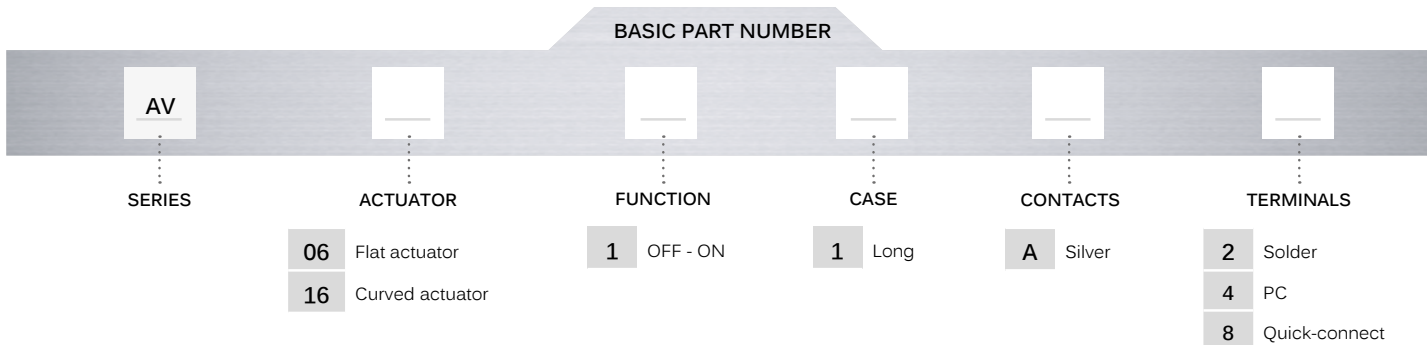 BASIC PART NUMBER
AV
SERIES ACTUATOR FUNCTION CASE CONTACTS TERMINALS
06 Flat actuator 1 OFF - ON 1 Long A Silver 2 Solder
16 Curved actuator 4 PC
8 Quick-connect